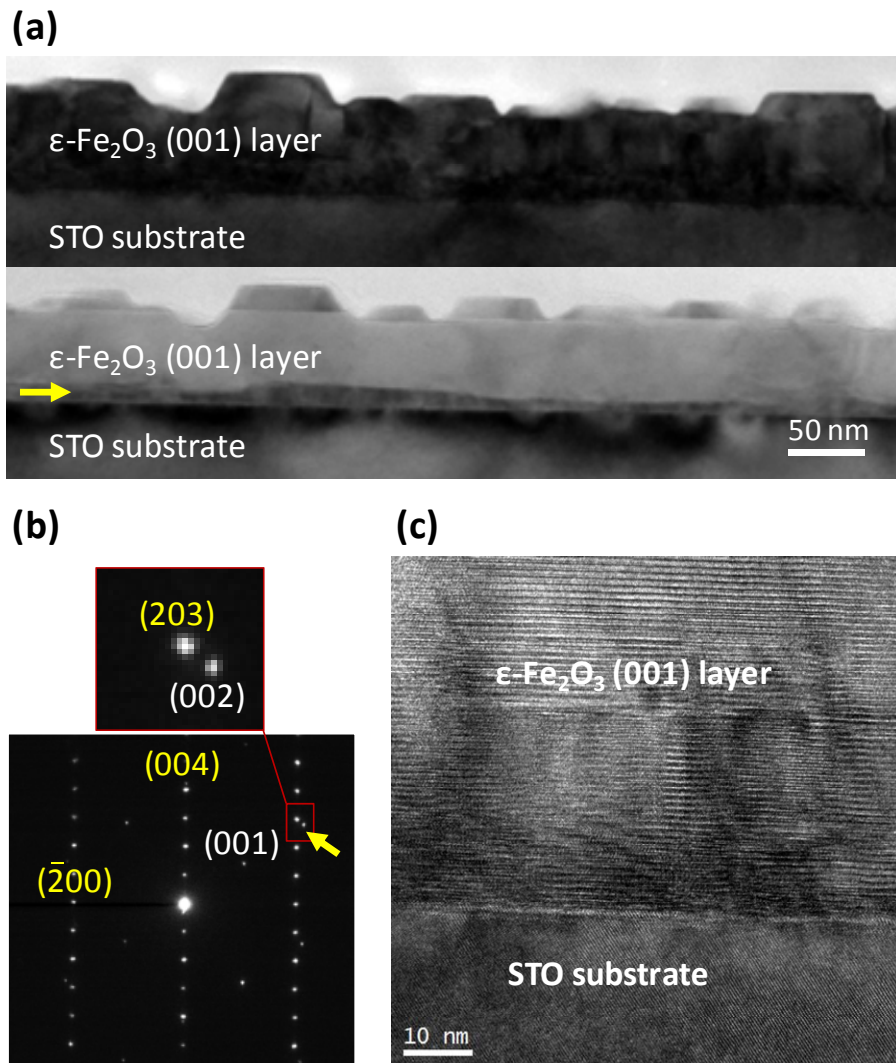 (a)
ε-Fe₂O₃ (001) layer
STO substrate
ε-Fe₂O₃ (001) layer
STO substrate
50 nm
(b)
(c)
(203)
(002)
(004)
(001)
(2̅00)
ε-Fe₂O₃ (001) layer
STO substrate
10 nm